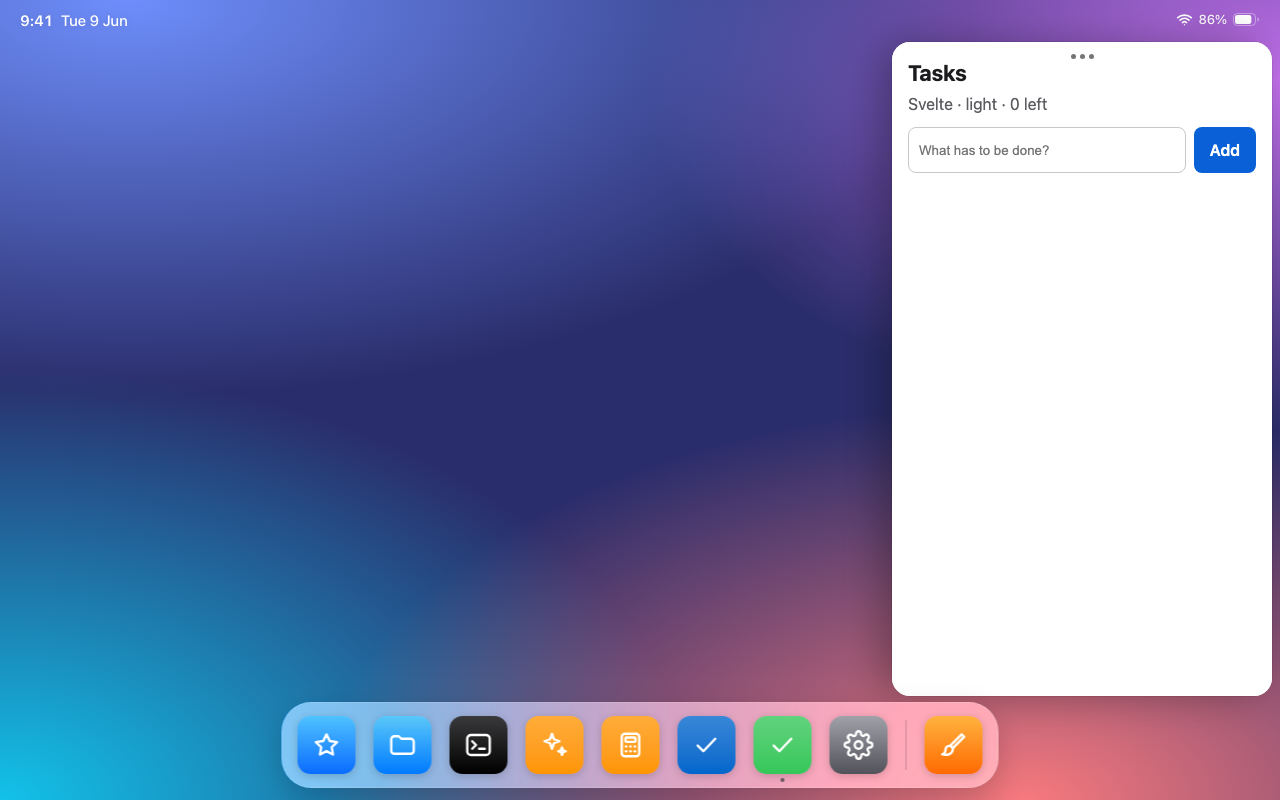 9:41 Tue 9 Jun
86%
Tasks
Svelte · light · 0 left
What has to be done?
Add